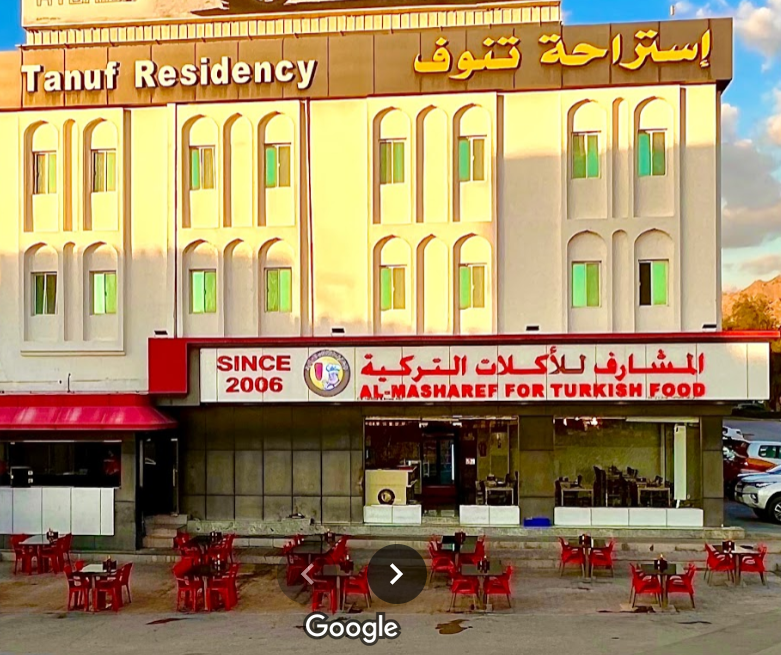 Tanuf Residency
إستراحة تنوف
SINCE
2006
المشارف للأكلات التركية
AL-MASHAREF FOR TURKISH FOOD
Google